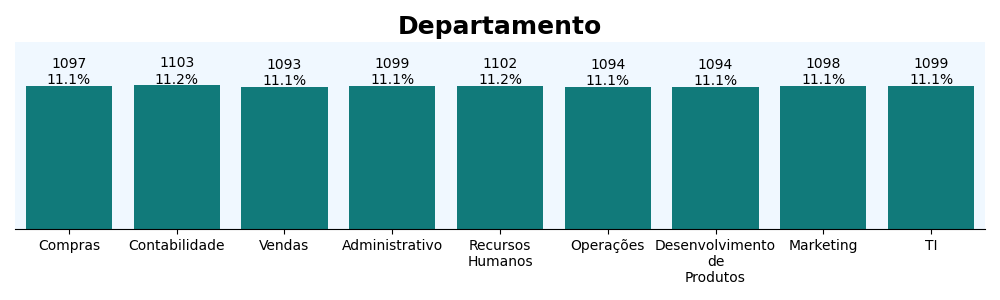 Departamento
1097
11.1%
1103
11.2%
1093
11.1%
1099
11.1%
1102
11.2%
1094
11.1%
1094
11.1%
1098
11.1%
1099
11.1%
Compras
Contabilidade
Vendas
Administrativo
Recursos
Humanos
Operações
Desenvolvimento
de
Produtos
Marketing
TI